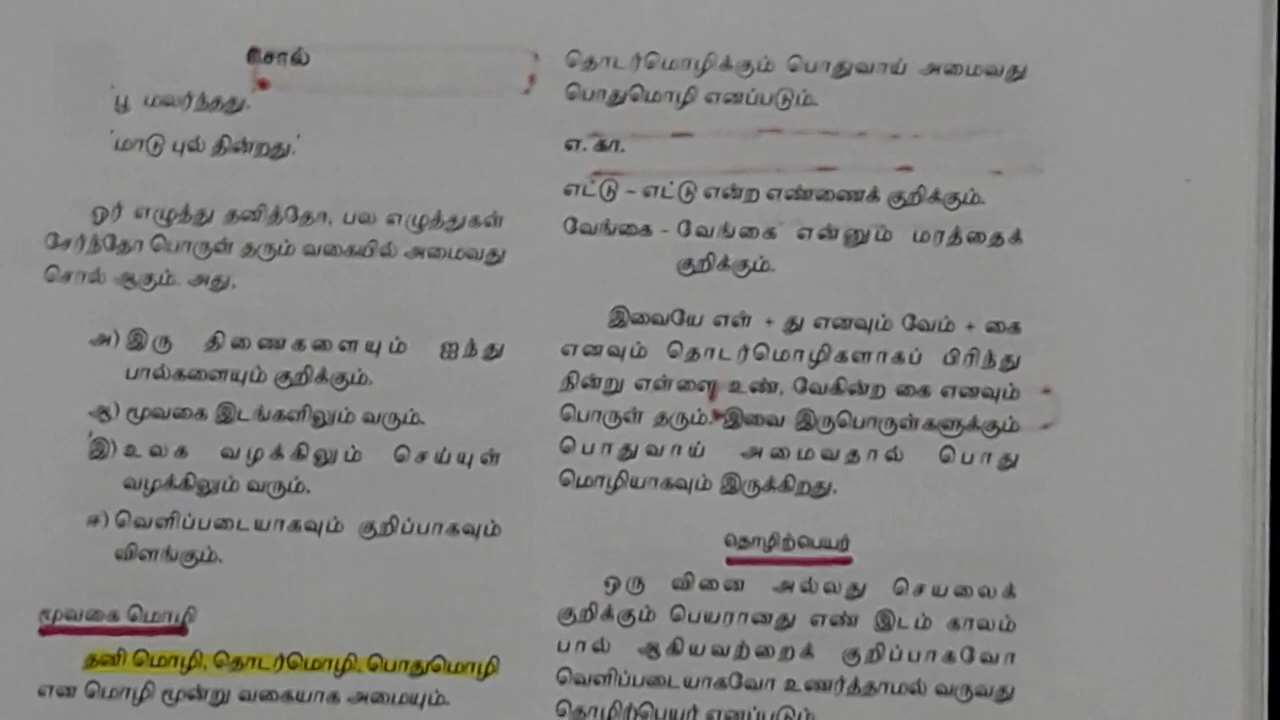 சொல்
'பூ மலர்ந்தது.'
'மாடு புல் தின்றது.'
ஓர் எழுத்து தனித்தோ, பல எழுத்துகள்
சேர்ந்தோ பொருள் தரும் வகையில் அமைவது
சொல் ஆகும். அது,
அ) இரு திணைகளையும் ஐந்து
பால்களையும் குறிக்கும்.
ஆ) மூவகை இடங்களிலும் வரும்.
இ) உலக வழக்கிலும் செய்யுள்
வழக்கிலும் வரும்.
ஈ) வெளிப்படையாகவும் குறிப்பாகவும்
விளங்கும்.
மூவகை மொழி
தனி மொழி, தொடர்மொழி, பொதுமொழி
என மொழி மூன்று வகையாக அமையும்.
தொடர்மொழிக்கும் பொதுவாய் அமைவது
பொதுமொழி எனப்படும்.
எ. கா.
எட்டு – எட்டு என்ற எண்ணைக் குறிக்கும்.
வேங்கை – வேங்கை என்னும் மரத்தைக்
குறிக்கும்.
இவையே எள் + து எனவும் வேம் + கை
எனவும் தொடர்மொழிகளாகப் பிரிந்து
நின்று எள்ளை உண், வேகின்ற கை எனவும்
பொருள் தரும். இவை இருபொருள்களுக்கும்
பொதுவாய் அமைவதால் பொது
மொழியாகவும் இருக்கிறது.
தொழிற்பெயர்
ஒரு வினை அல்லது செயலைக்
குறிக்கும் பெயரானது எண் இடம் காலம்
பால் ஆகியவற்றைக் குறிப்பாகவோ
வெளிப்படையாகவோ உணர்த்தாமல் வருவது
தொழிற்பெயர் எனப்படும்.